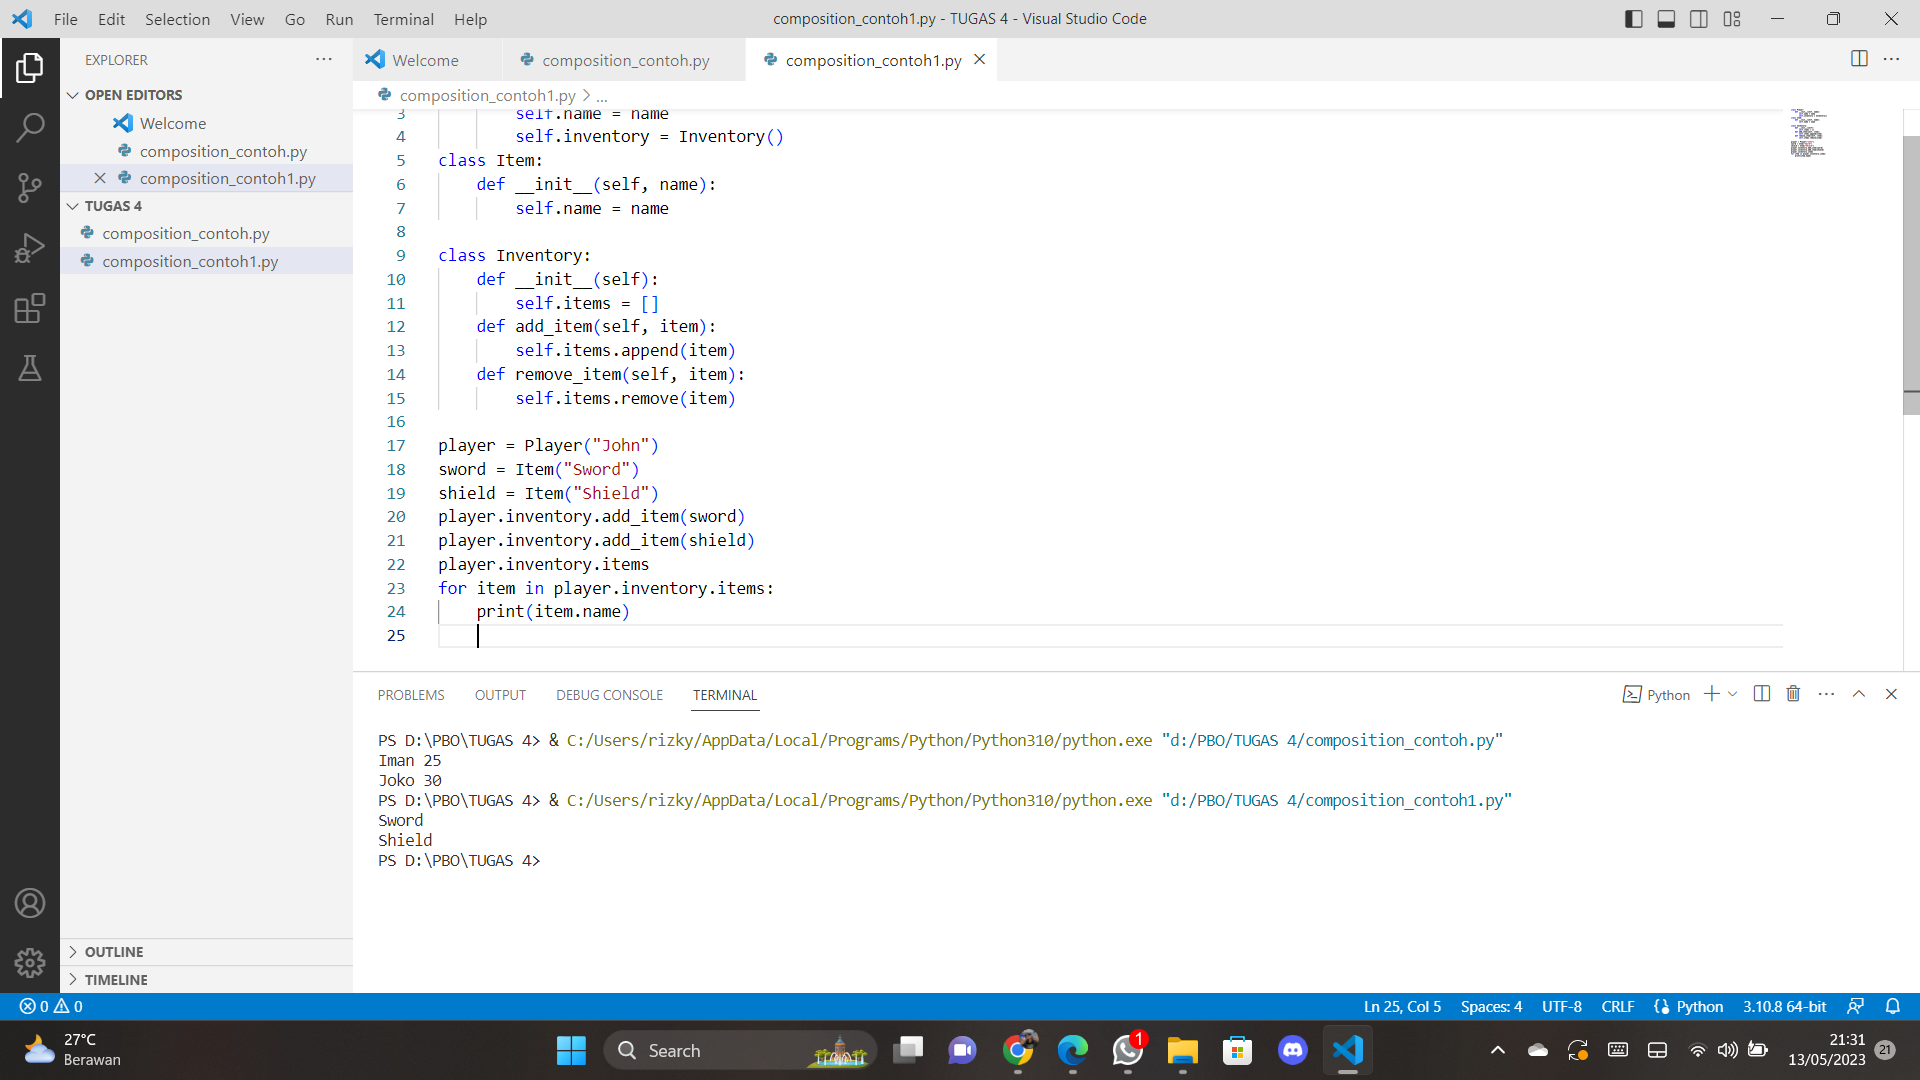 File Edit Selection View Go Run Terminal Help
composition_contoh1.py - TUGAS 4 - Visual Studio Code
EXPLORER
OPEN EDITORS
Welcome
composition_contoh.py
composition_contoh1.py
TUGAS 4
composition_contoh.py
composition_contoh1.py
OUTLINE
TIMELINE
Welcome composition_contoh.py composition_contoh1.py
composition_contoh1.py > ...
3 self.name = name
4 self.inventory = Inventory()
5 class Item:
6 def __init__(self, name):
7 self.name = name
8
9 class Inventory:
10 def __init__(self):
11 self.items = []
12 def add_item(self, item):
13 self.items.append(item)
14 def remove_item(self, item):
15 self.items.remove(item)
16
17 player = Player("John")
18 sword = Item("Sword")
19 shield = Item("Shield")
20 player.inventory.add_item(sword)
21 player.inventory.add_item(shield)
22 player.inventory.items
23 for item in player.inventory.items:
24 print(item.name)
25
PROBLEMS OUTPUT DEBUG CONSOLE TERMINAL
Python
PS D:\PBO\TUGAS 4> & C:/Users/rizky/AppData/Local/Programs/Python/Python310/python.exe "d:/PBO/TUGAS 4/composition_contoh.py"
Iman 25
Joko 30
PS D:\PBO\TUGAS 4> & C:/Users/rizky/AppData/Local/Programs/Python/Python310/python.exe "d:/PBO/TUGAS 4/composition_contoh1.py"
Sword
Shield
PS D:\PBO\TUGAS 4>
0 0
Ln 25, Col 5 Spaces: 4 UTF-8 CRLF Python 3.10.8 64-bit
27°C
Berawan
Search
1
21:31
13/05/2023
21